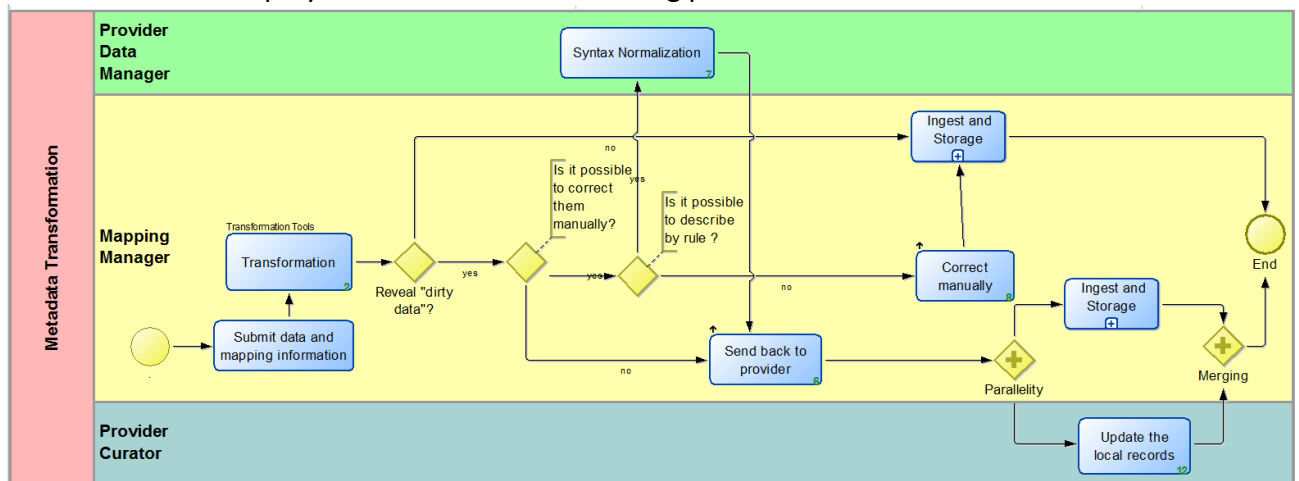 Provider
Data
Manager
Syntax Normalization
7
Metadata Transformation
Mapping
Manager
Transformation Tools
Transformation
2
Submit data and
mapping information
Reveal "dirty
data"?
no
yes
Is it possible
to correct
them
manually?
yes
Is it possible
to describe
by rule ?
yes
no
no
Ingest and
Storage
Correct
manually
8
Send back to
provider
6
Parallelity
Ingest and
Storage
Merging
End
Provider
Curator
Update the
local records
12